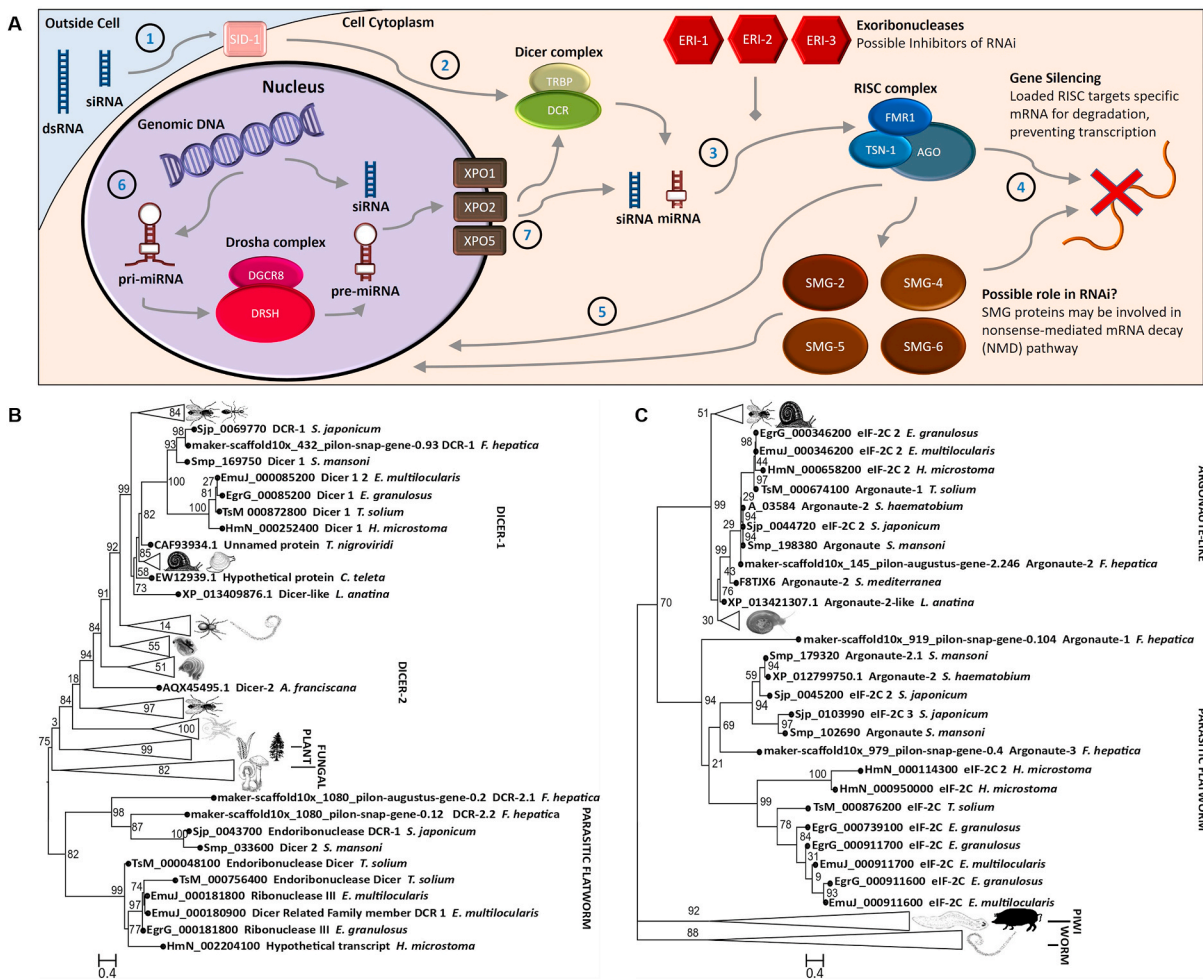 A
Outside Cell
1
SID-1
siRNA
dsRNA
Cell Cytoplasm
2
Dicer complex
TRBP
DCR
ERI-1
ERI-2
ERI-3
Exoribonucleases
Possible Inhibitors of RNAi
RISC complex
FMR1
TSN-1
AGO
Gene Silencing
Loaded RISC targets specific
mRNA for degradation,
preventing transcription
Nucleus
Genomic DNA
6
siRNA
pri-miRNA
Drosha complex
DGCR8
DRSH
pre-miRNA
XPO1
XPO2
XPO5
7
siRNA
miRNA
3
4
5
SMG-2
SMG-4
SMG-5
SMG-6
Possible role in RNAi?
SMG proteins may be involved in
nonsense-mediated mRNA decay
(NMD) pathway
B
84
98
Sjp_0069770 DCR-1 S. japonicum
maker-scaffold10x_432_pilon-snap-gene-0.93 DCR-1 F. hepatica
93
Smp_169750 Dicer 1 S. mansoni
100
27
EmuJ_000085200 Dicer 1 2 E. multilocularis
81
EgrG_00085200 Dicer 1 E. granulosus
100
TsM 000872800 Dicer 1 T. solium
HmN_000252400 Dicer 1 H. microstoma
99
82
CAF93934.1 Unnamed protein T. nigroviridi
85
58
EW12939.1 Hypothetical protein C. teleta
73
XP_013409876.1 Dicer-like L. anatina
DICER-1
92
91
14
84
55
94
51
18
AQX45495.1 Dicer-2 A. franciscana
DICER-2
84
97
3
100
75
99
82
PLANT
FUNGAL
maker-scaffold10x_1080_pilon-augustus-gene-0.2 DCR-2.1 F. hepatica
98
maker-scaffold10x_1080_pilon-snap-gene-0.12 DCR-2.2 F. hepatica
87
100
Sjp_0043700 Endoribonuclease DCR-1 S. japonicum
Smp_033600 Dicer 2 S. mansoni
82
TsM_000048100 Endoribonuclease Dicer T. solium
99
74
TsM_000756400 Endoribonuclease Dicer T. solium
EmuJ_000181800 Ribonuclease III E. multilocularis
97
EmuJ_000180900 Dicer Related Family member DCR 1 E. multilocularis
77
EgrG_000181800 Ribonuclease III E. granulosus
HmN_002204100 Hypothetical transcript H. microstoma
PARASITIC FLATWORM
0.4
C
51
EgrG_000346200 eIF-2C 2 E. granulosus
98
EmuJ_000346200 eIF-2C 2 E. multilocularis
44
HmN_000658200 eIF-2C 2 H. microstoma
97
TsM_000674100 Argonaute-1 T. solium
29
A_03584 Argonaute-2 S. haematobium
94
29
Sjp_0044720 eIF-2C 2 S. japonicum
94
Smp_198380 Argonaute S. mansoni
99
99
maker-scaffold10x_145_pilon-augustus-gene-2.246 Argonaute-2 F. hepatica
43
F8TJX6 Argonaute-2 S. mediterranea
76
XP_013421307.1 Argonaute-2-like L. anatina
30
ARGONAUTE-LIKE
70
maker-scaffold10x_919_pilon-snap-gene-0.104 Argonaute-1 F. hepatica
94
Smp_179320 Argonaute-2.1 S. mansoni
94
59
XP_012799750.1 Argonaute-2 S. haematobium
Sjp_0045200 eIF-2C 2 S. japonicum
94
69
Sjp_0103990 eIF-2C 3 S. japonicum
97
Smp_102690 Argonaute S. mansoni
21
maker-scaffold10x_979_pilon-snap-gene-0.4 Argonaute-3 F. hepatica
100
HmN_000114300 eIF-2C 2 H. microstoma
HmN_000950000 eIF-2C H. microstoma
99
TsM_000876200 eIF-2C T. solium
78
EgrG_000739100 eIF-2C E. granulosus
84
EgrG_000911700 eIF-2C E. granulosus
31
EmuJ_000911700 eIF-2C E. multilocularis
9
EgrG_000911600 eIF-2C E. granulosus
93
EmuJ_000911600 eIF-2C E. multilocularis
PARASITIC FLATWORM
92
88
PIWI
WORM
0.4